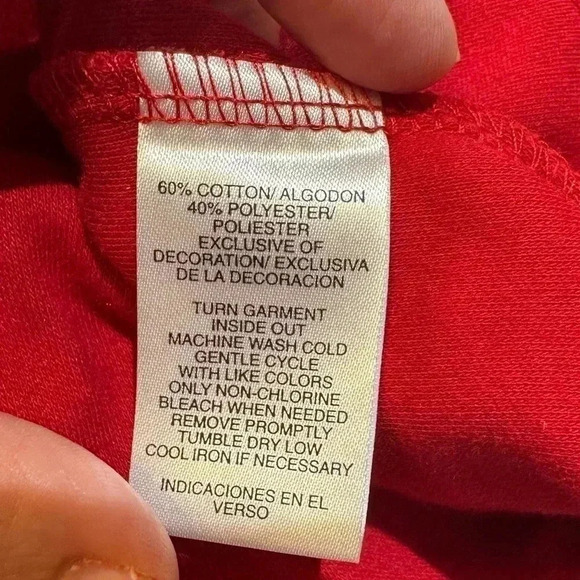 60% COTTON/ ALGODON
40% POLYESTER/
POLIESTER
EXCLUSIVE OF
DECORATION/ EXCLUSIVA
DE LA DECORACION
TURN GARMENT
INSIDE OUT
MACHINE WASH COLD
GENTLE CYCLE
WITH LIKE COLORS
ONLY NON-CHLORINE
BLEACH WHEN NEEDED
REMOVE PROMPTLY
TUMBLE DRY LOW
COOL IRON IF NECESSARY
INDICACIONES EN EL
VERSO